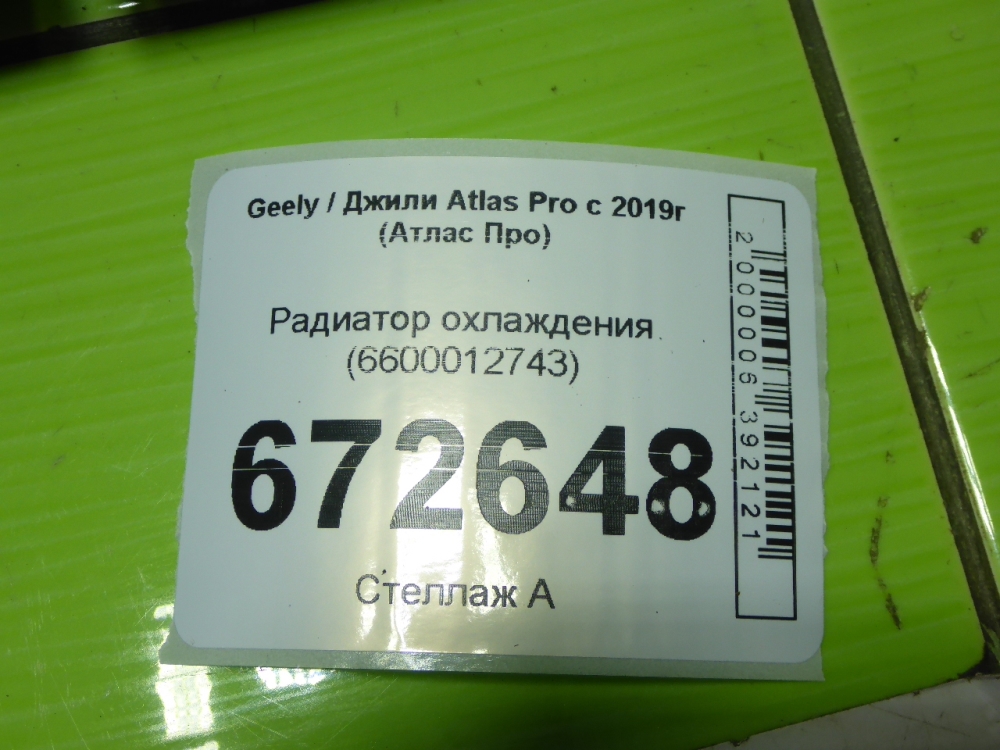 Geely / Джили Atlas Pro с 2019г
(Атлас Про)
Радиатор охлаждения
(6600012743)
672648
Стеллаж А
2000006392121